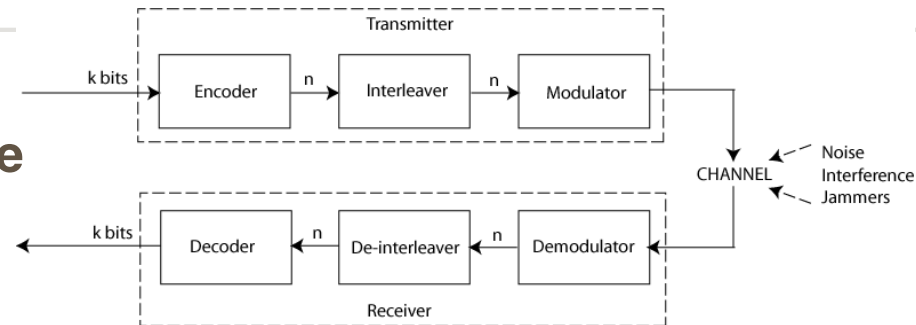 Transmitter
k bits
n
n
Encoder
Interleaver
Modulator
e
CHANNEL
Noise
Interference
Jammers
k bits
n
n
Decoder
De-interleaver
Demodulator
Receiver